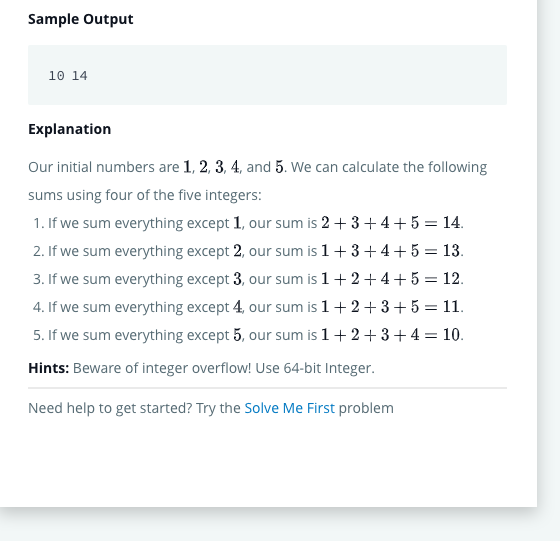 Sample Output
10 14
Explanation
Our initial numbers are 1, 2, 3, 4, and 5. We can calculate the following
sums using four of the five integers:
1. If we sum everything except 1, our sum is 2 + 3 + 4 + 5 = 14.
2. If we sum everything except 2, our sum is 1 + 3 + 4 + 5 = 13.
3. If we sum everything except 3, our sum is 1 + 2 + 4 + 5 = 12.
4. If we sum everything except 4, our sum is 1 + 2 + 3 + 5 = 11.
5. If we sum everything except 5, our sum is 1 + 2 + 3 + 4 = 10.
Hints: Beware of integer overflow! Use 64-bit Integer.
Need help to get started? Try the Solve Me First problem